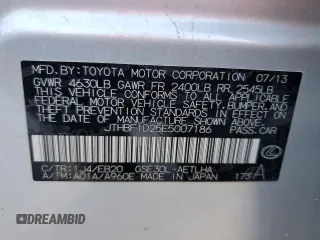 MFD. BY: TOYOTA MOTOR CORPORATION 07/13
GVWR 4630LB GAWR FR 2400LB RR 2545LB
THIS VEHICLE CONFORMS TO ALL APPLICABLE
FEDERAL MOTOR VEHICLE SAFETY, BUMPER, AND
THEFT PREVENTION STANDARDS IN EFFECT ON
THE DATE OF MANUFACTURE SHOWN ABOVE.
JTHBF1D25E5007186 PASS. CAR
C/TR: 1J4/EB20 GSE30L-AETLHA
A/TM: A01A/A960E MADE IN JAPAN 173 A
STEERED IMPORT